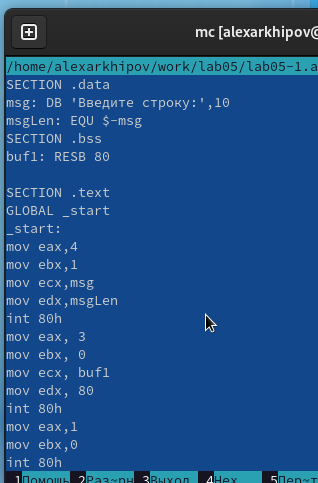 mc [alexarkhipov@
/home/alexarkhipov/work/lab05/lab05-1.a
SECTION .data
msg: DB 'Введите строку:',10
msgLen: EQU $-msg
SECTION .bss
buf1: RESB 80
SECTION .text
GLOBAL _start
_start:
mov eax,4
mov ebx,1
mov ecx,msg
mov edx,msgLen
int 80h
mov eax, 3
mov ebx, 0
mov ecx, buf1
mov edx, 80
int 80h
mov eax,1
mov ebx,0
int 80h
1Помощь 2Раз~рн 3Выход 4Hex 5Пер~т